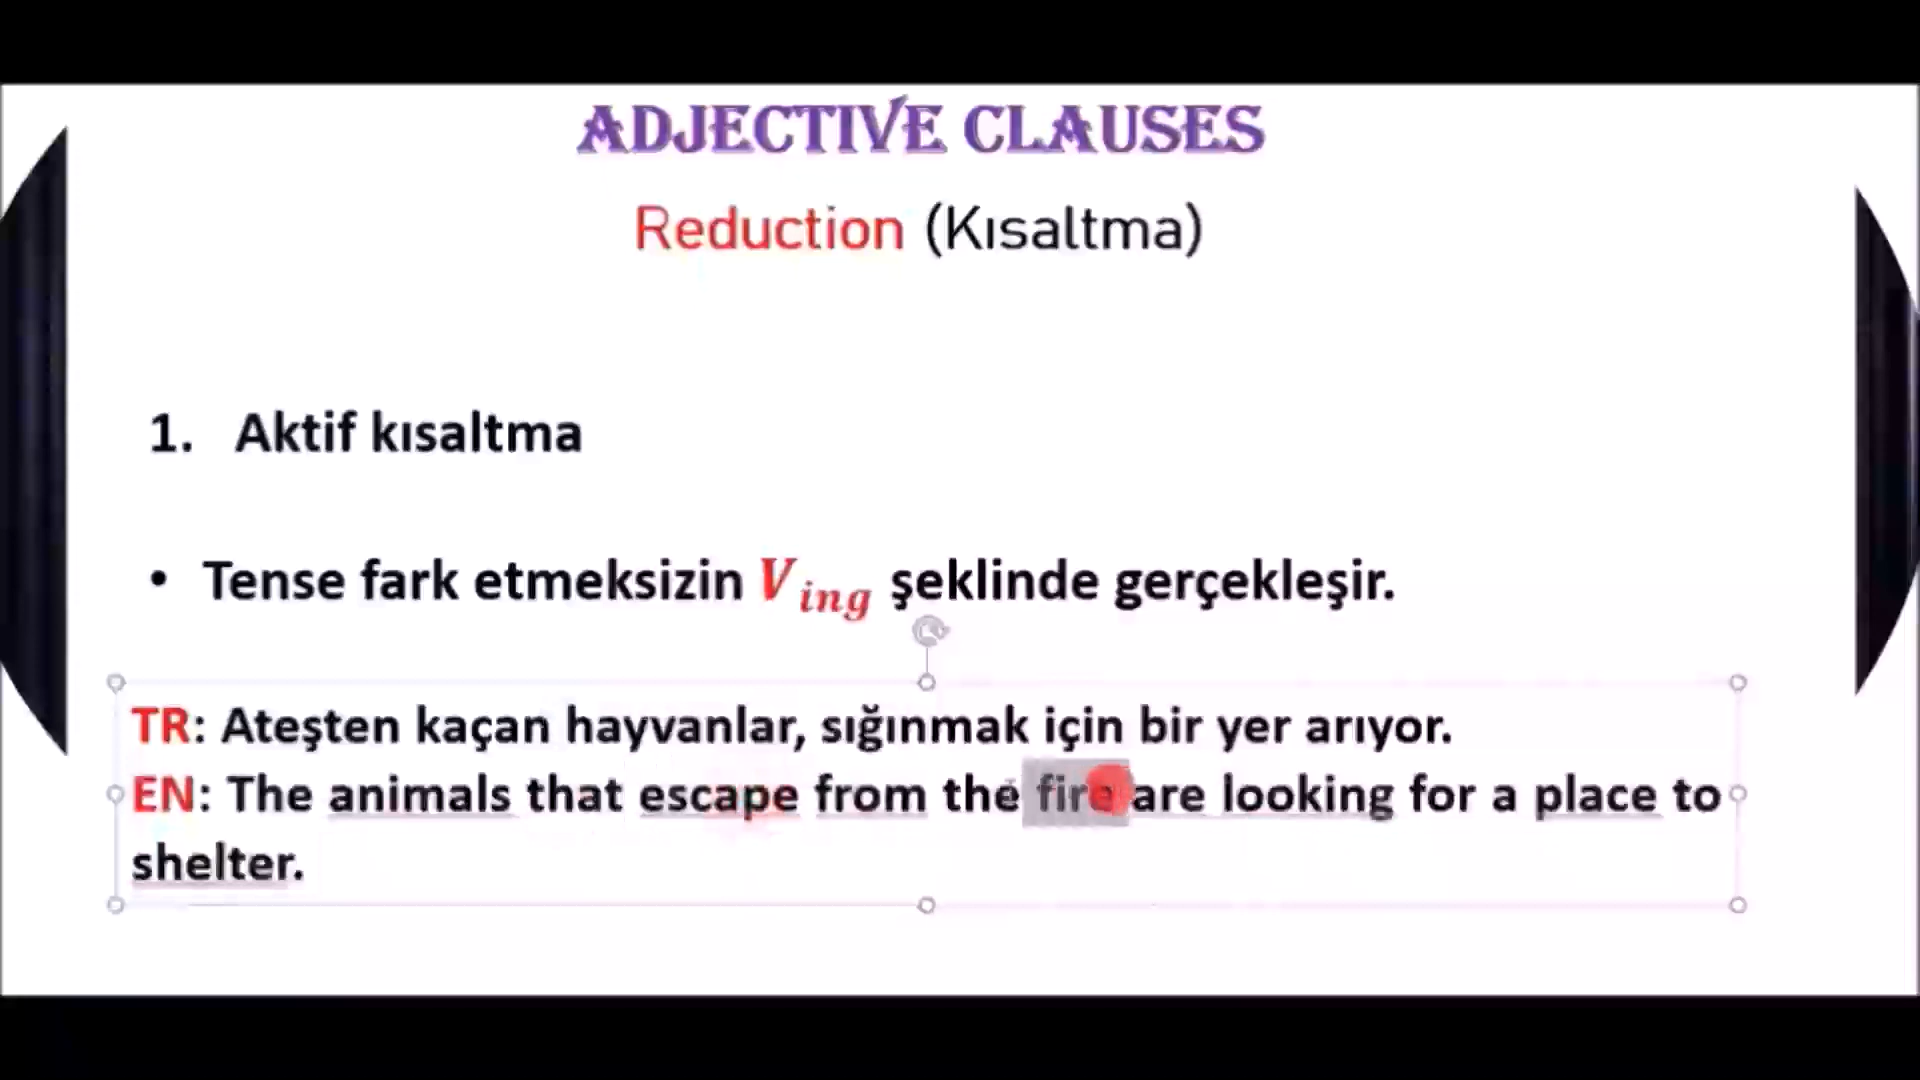 ADJECTIVE CLAUSES
Reduction (Kısaltma)
1. Aktif kısaltma
• Tense fark etmeksizin V ing şeklinde gerçekleşir.
TR: Ateşten kaçan hayvanlar, sığınmak için bir yer arıyor.
EN: The animals that escape from the fire are looking for a place to
shelter.